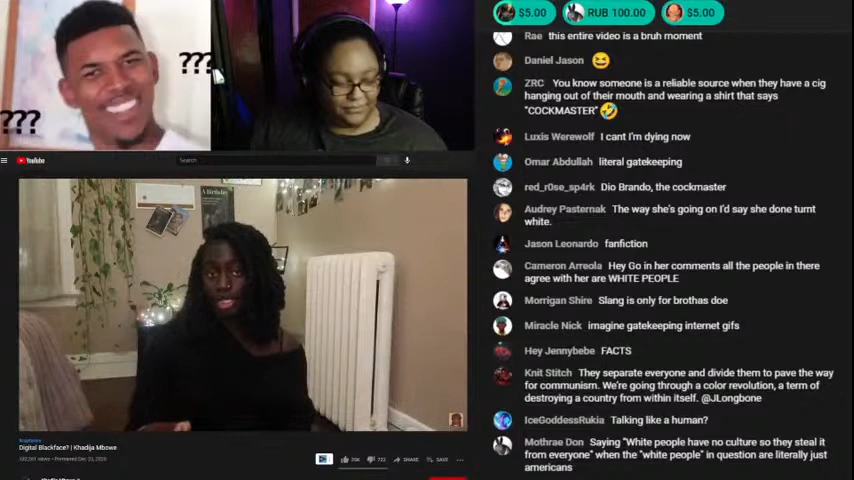 $5.00 RUB 100.00 $5.00
???
???
YouTube
Search
A Birthday
Digital Blackface? | Khadija Mbowe
SHARE SAVE
Rae this entire video is a bruh moment
Daniel Jason 😆
ZRC You know someone is a reliable source when they have a cig
hanging out of their mouth and wearing a shirt that says
"COCKMASTER" 🤣
Luxis Werewolf I cant I'm dying now
Omar Abdullah literal gatekeeping
red_r0se_sp4rk Dio Brando, the cockmaster
Audrey Pasternak The way she's going on I'd say she done turnt
white.
Jason Leonardo fanfiction
Cameron Arreola Hey Go in her comments all the people in there
agree with her are WHITE PEOPLE
Morrigan Shire Slang is only for brothas doe
Miracle Nick imagine gatekeeping internet gifs
Hey Jennybebe FACTS
Knit Stitch They separate everyone and divide them to pave the way
for communism. We're going through a color revolution, a term of
destroying a country from within itself. @JLongbone
IceGoddessRukia Talking like a human?
Mothrae Don Saying "White people have no culture so they steal it
from everyone" when the "white people" in question are literally just
americans